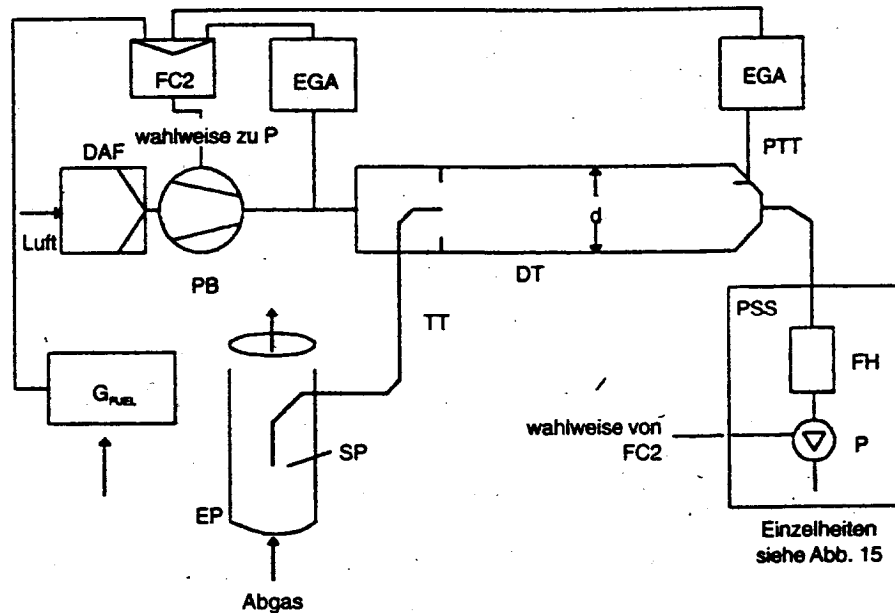 FC2
EGA
EGA
wahlweise zu P
DAF
PTT
Luft
d
PB
DT
TT
PSS
G FUEL
FH
SP
wahlweise von
FC2
P
EP
Einzelheiten
siehe Abb. 15
Abgas